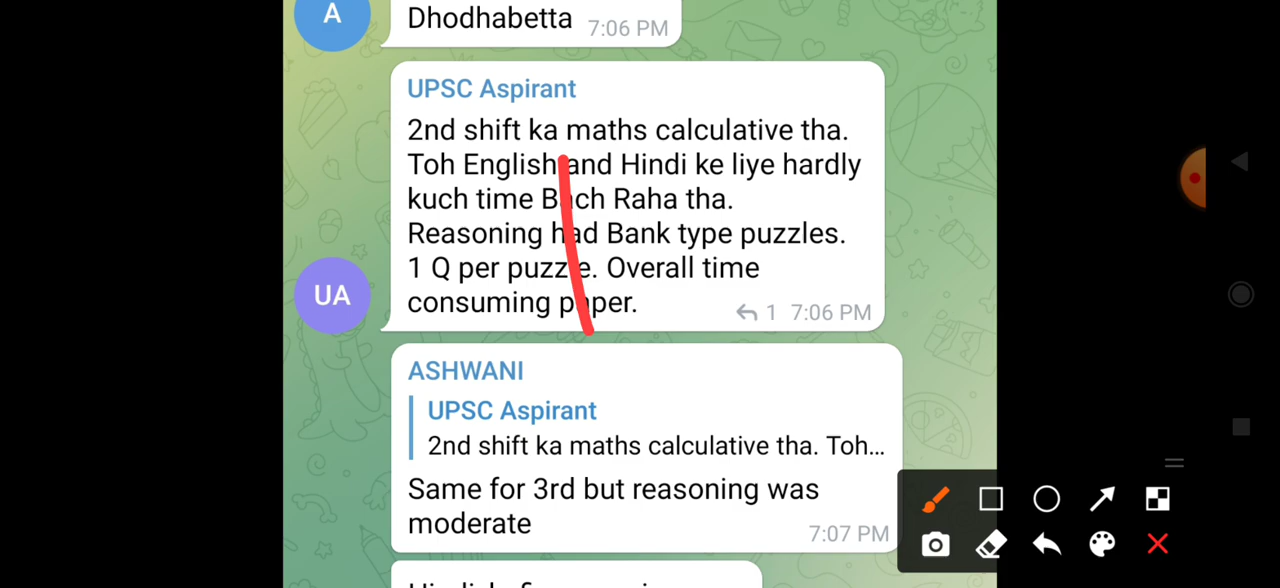 A
Dhodhabetta 7:06 PM
UPSC Aspirant
2nd shift ka maths calculative tha.
Toh English and Hindi ke liye hardly
kuch time Bach Raha tha.
Reasoning had Bank type puzzles.
1 Q per puzzle. Overall time
consuming paper.
1 7:06 PM
UA
ASHWANI
UPSC Aspirant
2nd shift ka maths calculative tha. Toh...
Same for 3rd but reasoning was
moderate
7:07 PM